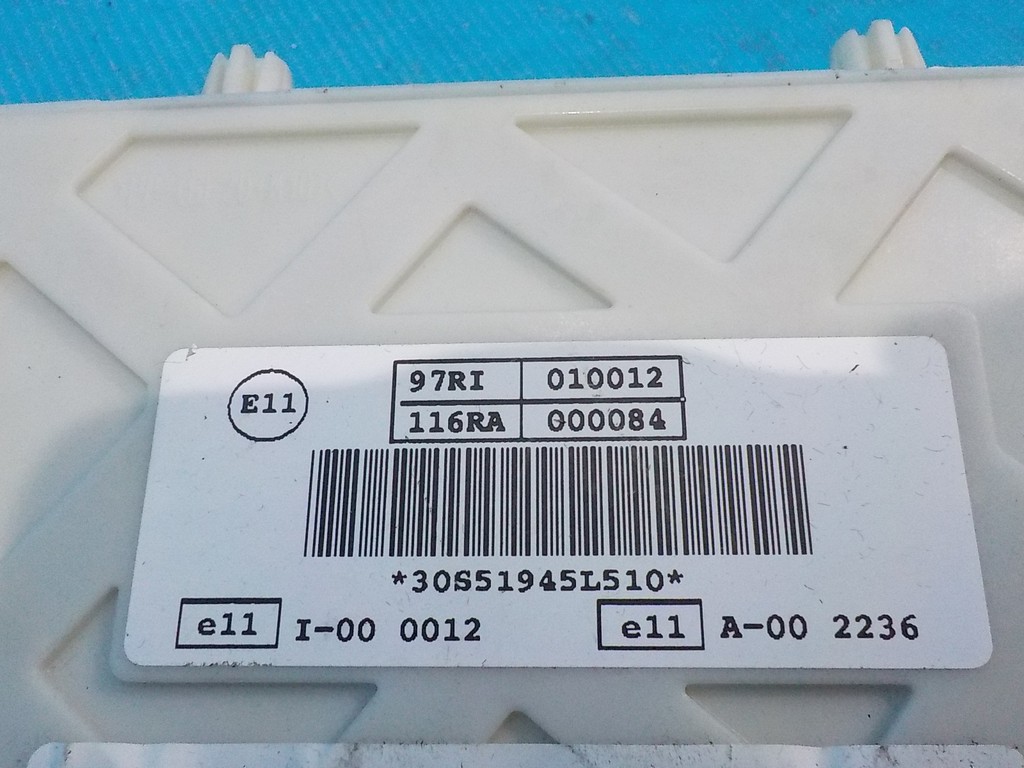 E11
97RI 010012
116RA 000084
*30S51945L510*
e11 I-00 0012
e11 A-00 2236